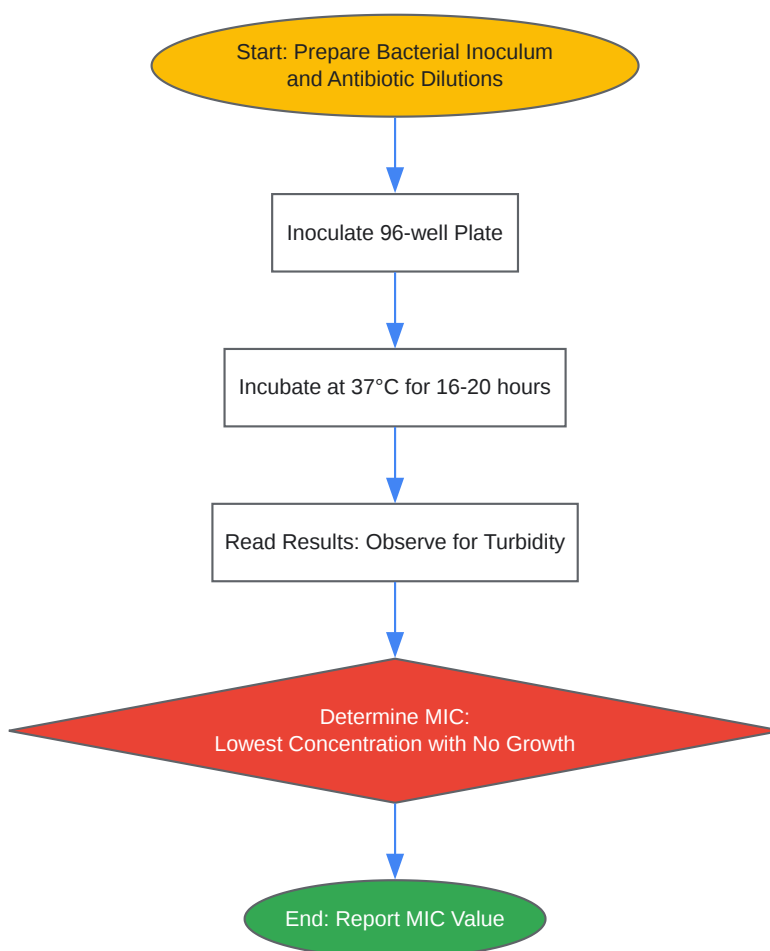 Start: Prepare Bacterial Inoculum
and Antibiotic Dilutions
Inoculate 96-well Plate
Incubate at 37°C for 16-20 hours
Read Results: Observe for Turbidity
Determine MIC:
Lowest Concentration with No Growth
End: Report MIC Value